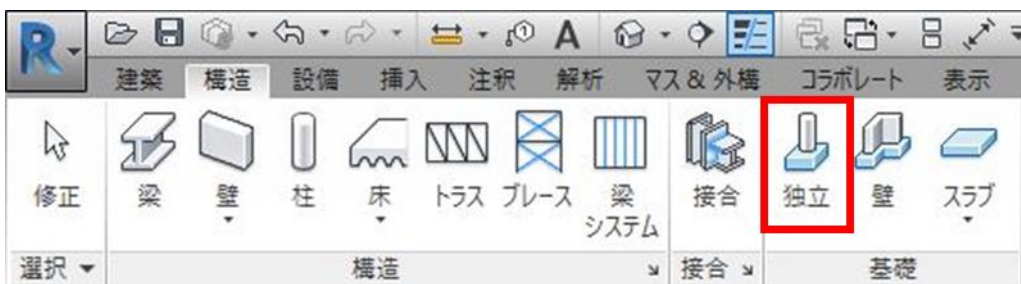 R
建築 構造 設備 挿入 注釈 解析 マス & 外構 コラボレート 表示
修正 梁 壁 柱 床 トラス ブレース 梁システム 接合 独立 壁 スラブ
選択 構造 接合 基礎